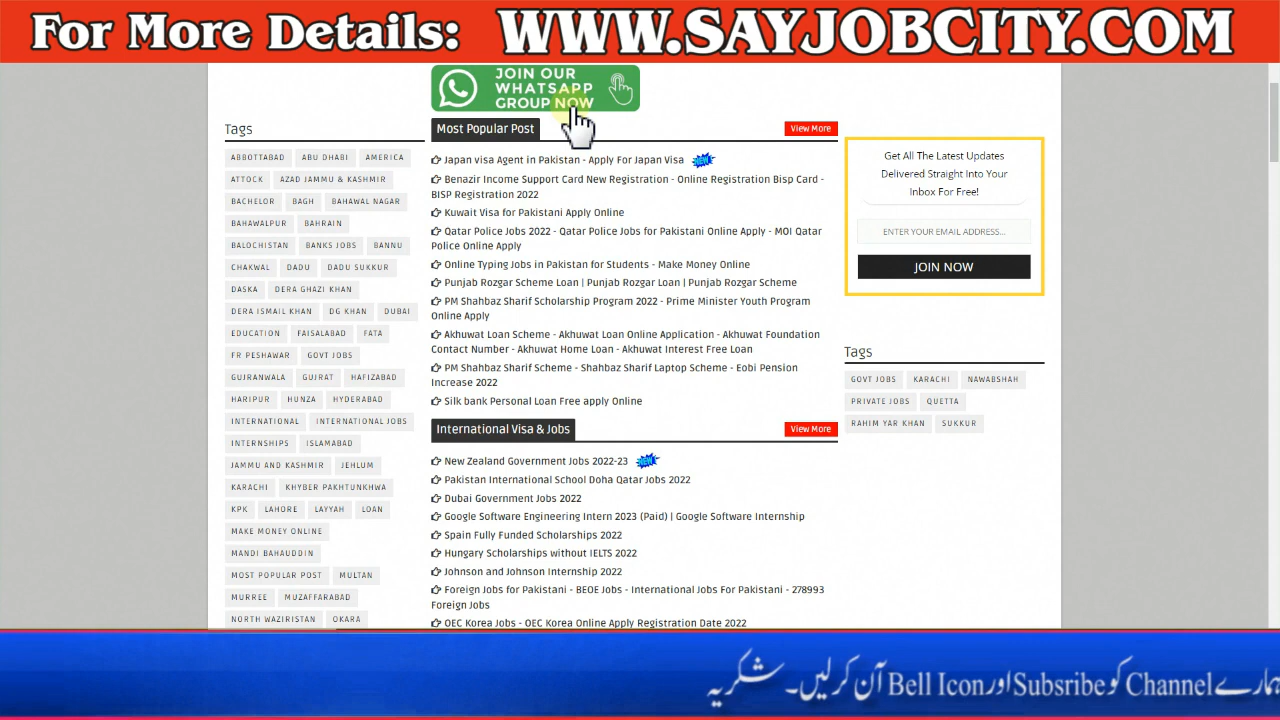 For More Details: WWW.SAYJOBCITY.COM
JOIN OUR
WHATSAPP
GROUP NOW
Tags
ABBOTTABAD ABU DHABI AMERICA
ATTOCK AZAD JAMMU & KASHMIR
BACHELOR BAGH BAHAWAL NAGAR
BAHAWALPUR BAHRAIN
BALOCHISTAN BANKS JOBS BANNU
CHAKWAL DADU DADU SUKKUR
DASKA DERA GHAZI KHAN
DERA ISMAIL KHAN DG KHAN DUBAI
EDUCATION FAISALABAD FATA
FR PESHAWAR GOVT JOBS
GUJRANWALA GUJRAT HAFIZABAD
HARIPUR HUNZA HYDERABAD
INTERNATIONAL INTERNATIONAL JOBS
INTERNSHIPS ISLAMABAD
JAMMU AND KASHMIR JEHLUM
KARACHI KHYBER PAKHTUNKHWA
KPK LAHORE LAYYAH LOAN
MAKE MONEY ONLINE
MANDI BAHAUDDIN
MOST POPULAR POST MULTAN
MURREE MUZAFFARABAD
NORTH WAZIRISTAN OKARA
Most Popular Post View More
Japan visa Agent in Pakistan - Apply For Japan Visa NEW
Benazir Income Support Card New Registration - Online Registration Bisp Card -
BISP Registration 2022
Kuwait Visa for Pakistani Apply Online
Qatar Police Jobs 2022 - Qatar Police Jobs for Pakistani Online Apply - MOI Qatar
Police Online Apply
Online Typing Jobs in Pakistan for Students - Make Money Online
Punjab Rozgar Scheme Loan | Punjab Rozgar Loan | Punjab Rozgar Scheme
PM Shahbaz Sharif Scholarship Program 2022 - Prime Minister Youth Program
Online Apply
Akhuwat Loan Scheme - Akhuwat Loan Online Application - Akhuwat Foundation
Contact Number - Akhuwat Home Loan - Akhuwat Interest Free Loan
PM Shahbaz Sharif Scheme - Shahbaz Sharif Laptop Scheme - Eobi Pension
Increase 2022
Silk bank Personal Loan Free apply Online
International Visa & Jobs View More
New Zealand Government Jobs 2022-23 NEW
Pakistan International School Doha Qatar Jobs 2022
Dubai Government Jobs 2022
Google Software Engineering Intern 2023 (Paid) | Google Software Internship
Spain Fully Funded Scholarships 2022
Hungary Scholarships without IELTS 2022
Johnson and Johnson Internship 2022
Foreign Jobs for Pakistani - BEOE Jobs - International Jobs For Pakistani - 278993
Foreign Jobs
OEC Korea Jobs - OEC Korea Online Apply Registration Date 2022
Get All The Latest Updates
Delivered Straight Into Your
Inbox For Free!
ENTER YOUR EMAIL ADDRESS...
JOIN NOW
Tags
GOVT JOBS KARACHI NAWABSHAH
PRIVATE JOBS QUETTA
RAHIM YAR KHAN SUKKUR
ہمارے Channel کو Subsribe اور Bell Icon آن کرلیں۔ شکریہ